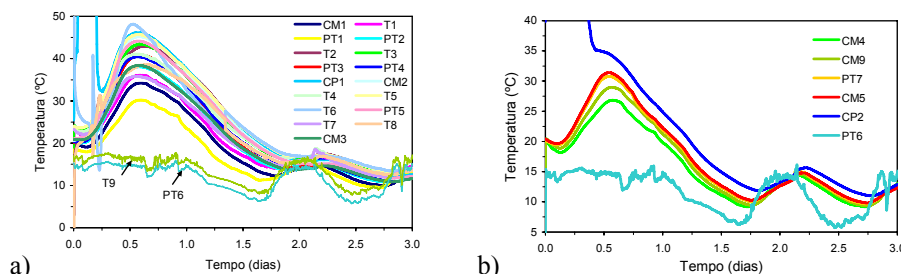 50
40
30
20
10
0
Temperatura (ºC)
CM1 T1
PT1 PT2
T2 T3
PT3 PT4
CP1 CM2
T4 T5
T6 PT5
T7 T8
CM3
T9
PT6
0.0 0.5 1.0 1.5 2.0 2.5 3.0
Tempo (dias)
a)
40
35
30
25
20
15
10
5
Temperatura (ºC)
CM4
CM9
PT7
CM5
CP2
PT6
0.0 0.5 1.0 1.5 2.0 2.5 3.0
Tempo (dias)
b)